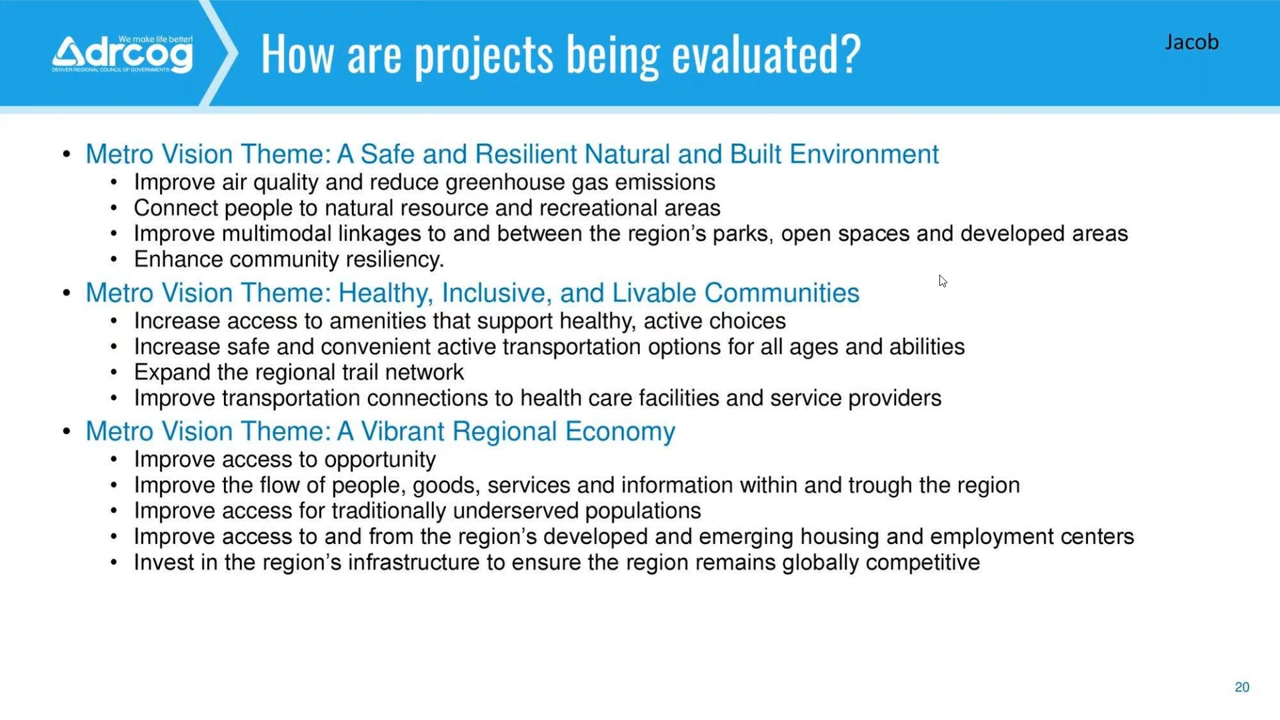 We make life better!
drcog
DENVER REGIONAL COUNCIL OF GOVERNMENTS
How are projects being evaluated?
Jacob
• Metro Vision Theme: A Safe and Resilient Natural and Built Environment
• Improve air quality and reduce greenhouse gas emissions
• Connect people to natural resource and recreational areas
• Improve multimodal linkages to and between the region’s parks, open spaces and developed areas
• Enhance community resiliency.
• Metro Vision Theme: Healthy, Inclusive, and Livable Communities
• Increase access to amenities that support healthy, active choices
• Increase safe and convenient active transportation options for all ages and abilities
• Expand the regional trail network
• Improve transportation connections to health care facilities and service providers
• Metro Vision Theme: A Vibrant Regional Economy
• Improve access to opportunity
• Improve the flow of people, goods, services and information within and trough the region
• Improve access for traditionally underserved populations
• Improve access to and from the region’s developed and emerging housing and employment centers
• Invest in the region’s infrastructure to ensure the region remains globally competitive
20